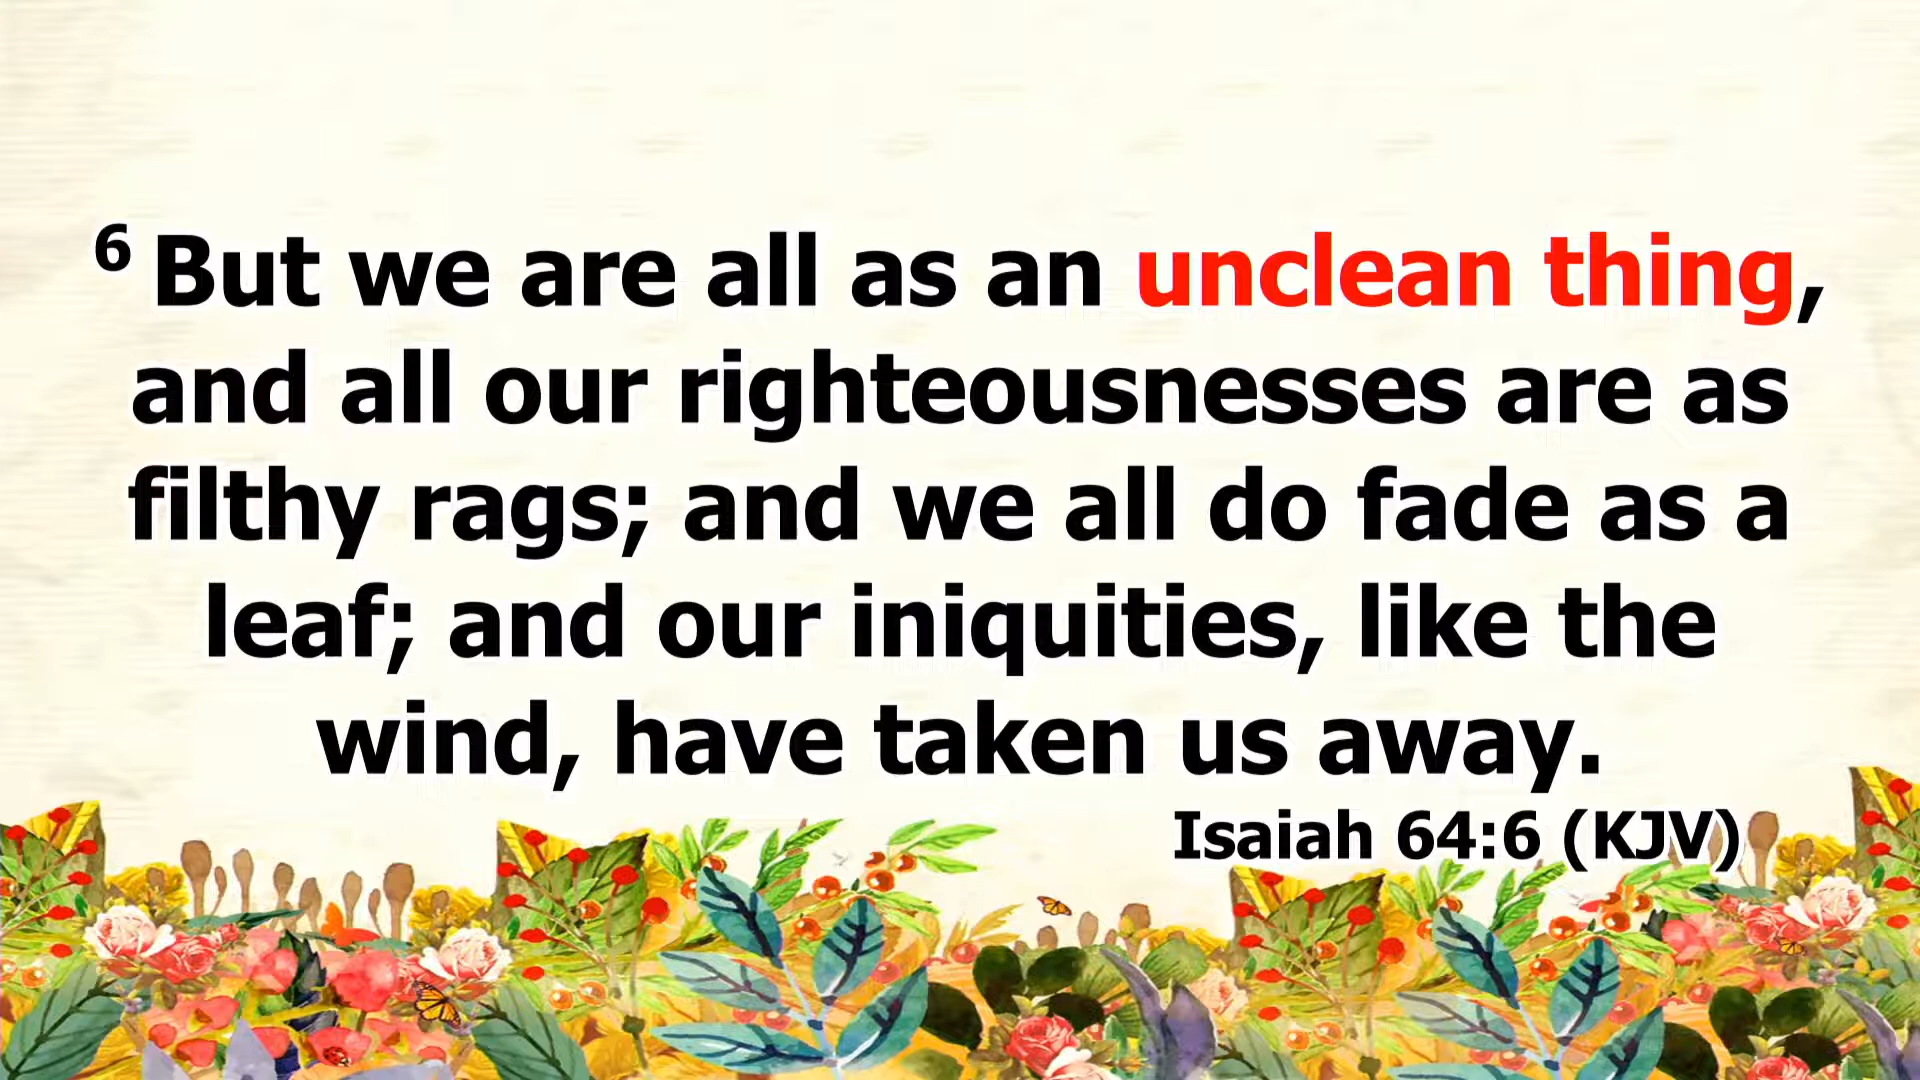 6 But we are all as an unclean thing,
and all our righteousnesses are as
filthy rags; and we all do fade as a
leaf; and our iniquities, like the
wind, have taken us away.
Isaiah 64:6 (KJV)